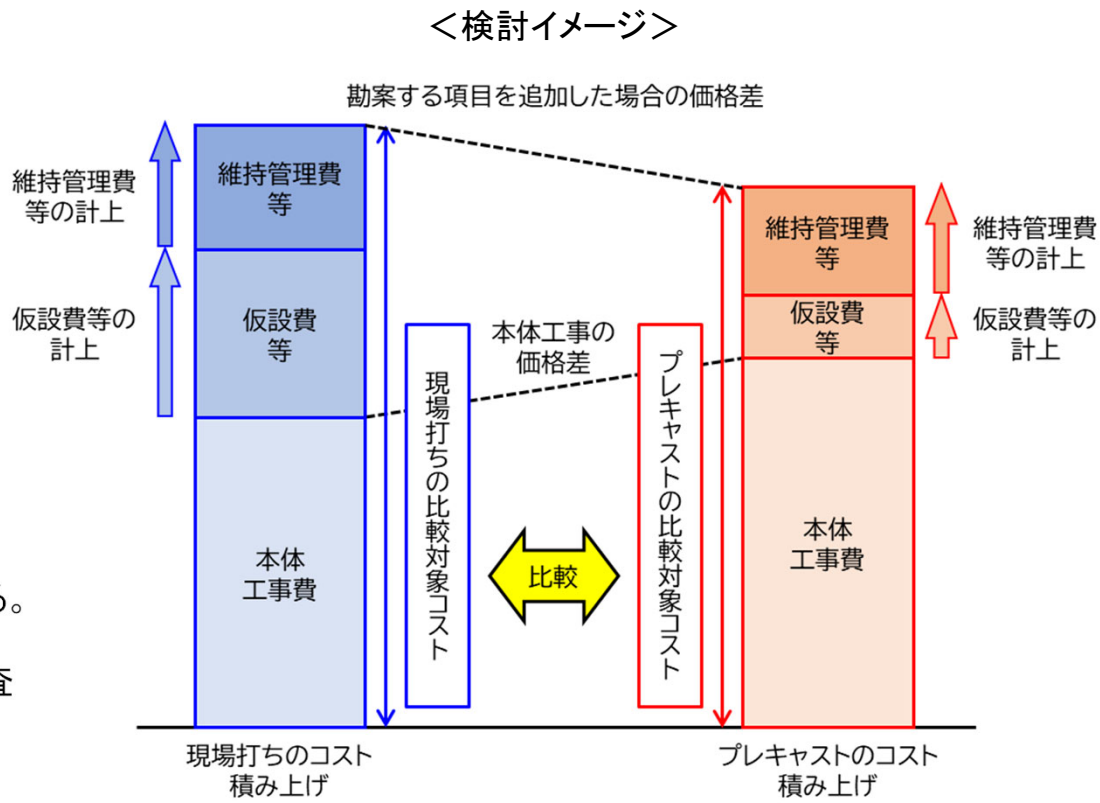 ＜検討イメージ＞
勘案する項目を追加した場合の価格差
維持管理費
等の計上
維持管理費
等
仮設費等の
計上
仮設費
等
本体
工事費
現場打ちの比較対象コスト
本体工事の
価格差
比較
プレキャストの比較対象コスト
維持管理費
等
維持管理費
等の計上
仮設費
等
仮設費等の
計上
本体
工事費
る。
査
現場打ちのコスト
積み上げ
プレキャストのコスト
積み上げ